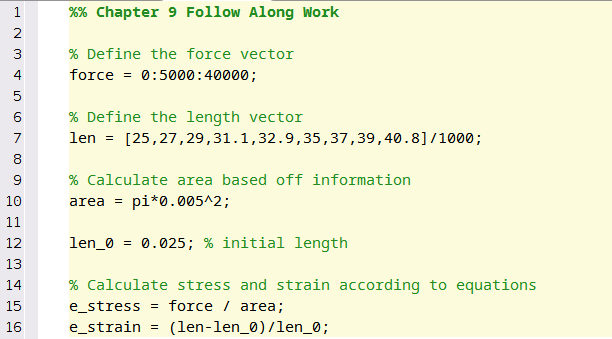 1 %% Chapter 9 Follow Along Work
2
3 % Define the force vector
4 force = 0:5000:40000;
5
6 % Define the length vector
7 len = [25,27,29,31.1,32.9,35,37,39,40.8]/1000;
8
9 % Calculate area based off information
10 area = pi*0.005^2;
11
12 len_0 = 0.025; % initial length
13
14 % Calculate stress and strain according to equations
15 e_stress = force / area;
16 e_strain = (len-len_0)/len_0;